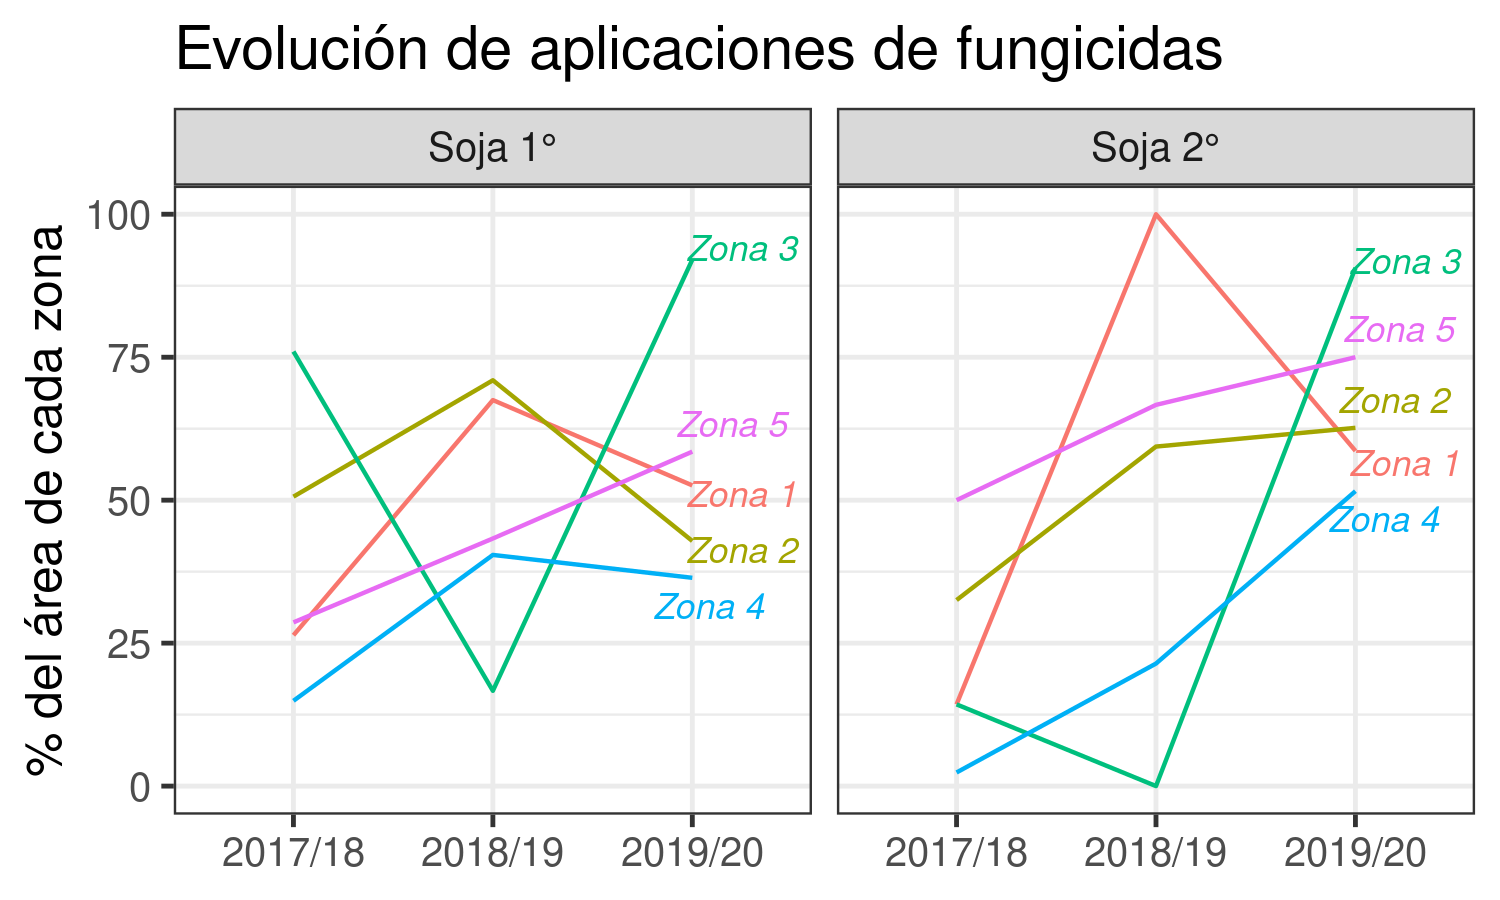 Evolución de aplicaciones de fungicidas
Soja 1°
Soja 2°
% del área de cada zona
100
75
50
25
0
Zona 3
Zona 5
Zona 1
Zona 2
Zona 4
Zona 3
Zona 5
Zona 2
Zona 1
Zona 4
2017/18 2018/19 2019/20
2017/18 2018/19 2019/20